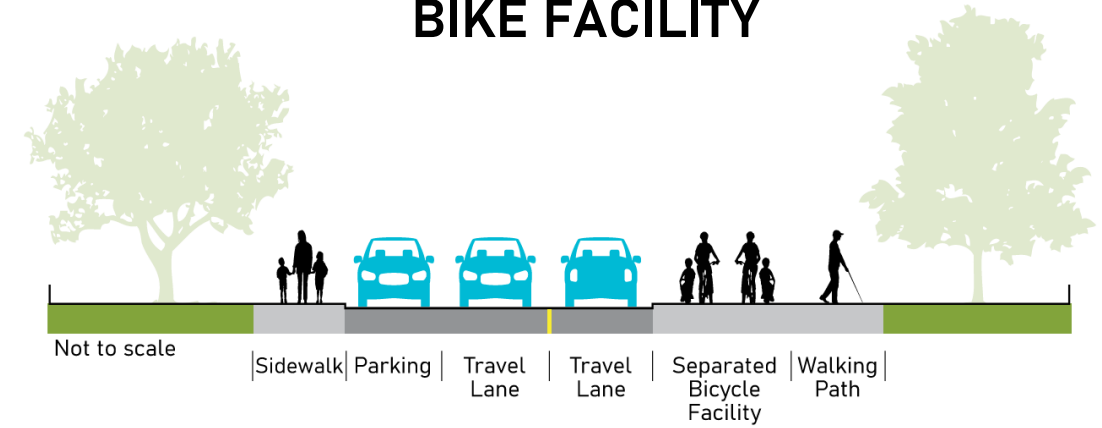 BIKE FACILITY
Not to scale
Sidewalk
Parking
Travel
Lane
Travel
Lane
Separated
Bicycle
Facility
Walking
Path